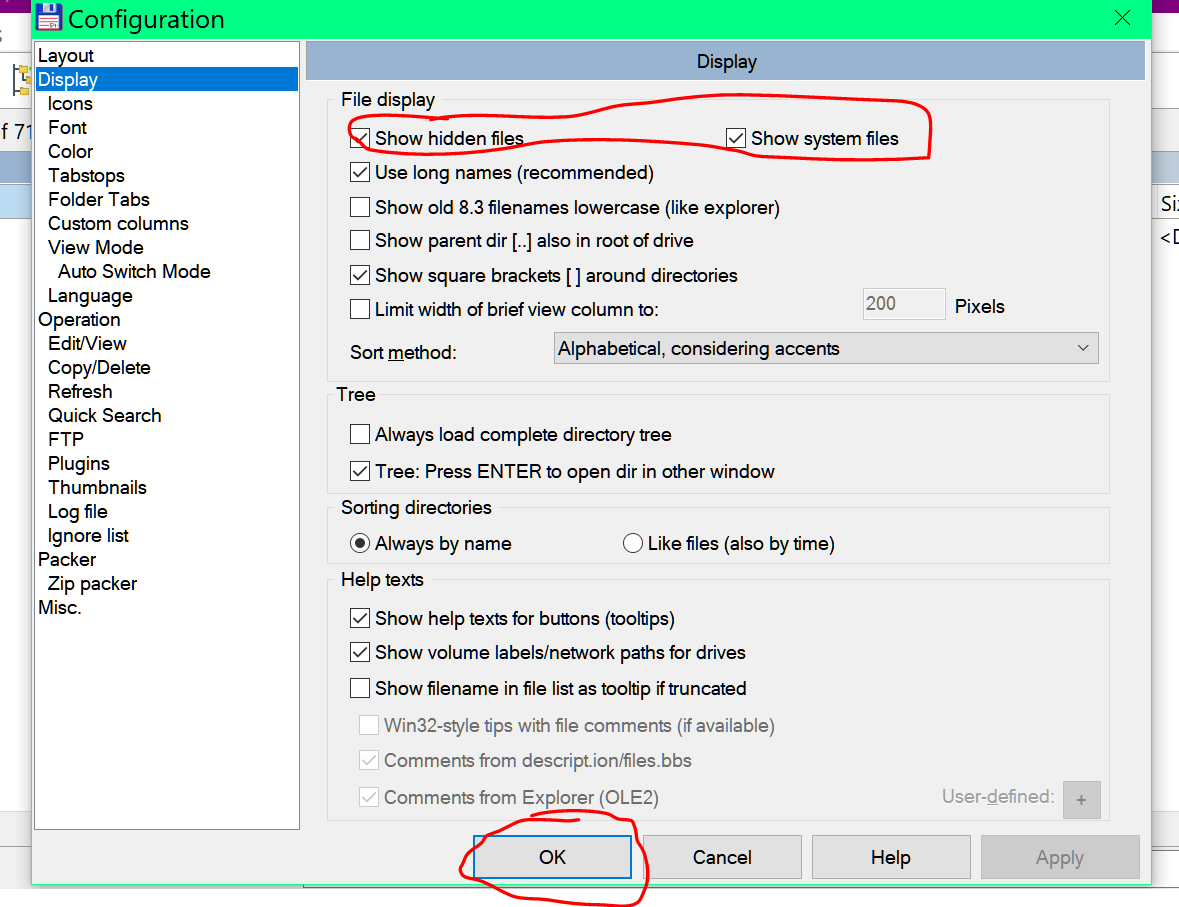 Configuration
Layout
Display
Icons
Font
Color
Tabstops
Folder Tabs
Custom columns
View Mode
Auto Switch Mode
Language
Operation
Edit/View
Copy/Delete
Refresh
Quick Search
FTP
Plugins
Thumbnails
Log file
Ignore list
Packer
Zip packer
Misc.
Display
File display
Show hidden files Show system files
Use long names (recommended)
Show old 8.3 filenames lowercase (like explorer)
Show parent dir [..] also in root of drive
Show square brackets [ ] around directories
Limit width of brief view column to: 200 Pixels
Sort method: Alphabetical, considering accents
Tree
Always load complete directory tree
Tree: Press ENTER to open dir in other window
Sorting directories
Always by name Like files (also by time)
Help texts
Show help texts for buttons (tooltips)
Show volume labels/network paths for drives
Show filename in file list as tooltip if truncated
Win32-style tips with file comments (if available)
Comments from descript.ion/files.bbs
Comments from Explorer (OLE2) User-defined: +
OK Cancel Help Apply
f 71